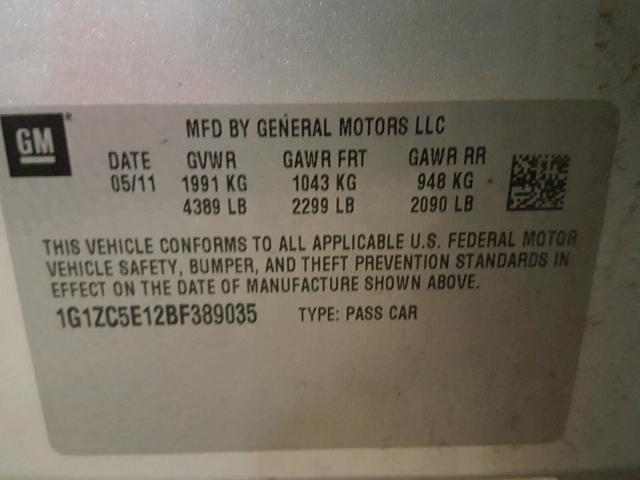 GM®
MFD BY GENERAL MOTORS LLC
DATE GVWR GAWR FRT GAWR RR
05/11 1991 KG 1043 KG 948 KG
4389 LB 2299 LB 2090 LB
THIS VEHICLE CONFORMS TO ALL APPLICABLE U.S. FEDERAL MOTOR
VEHICLE SAFETY, BUMPER, AND THEFT PREVENTION STANDARDS IN
EFFECT ON THE DATE OF MANUFACTURE SHOWN ABOVE.
1G1ZC5E12BF389035 TYPE: PASS CAR